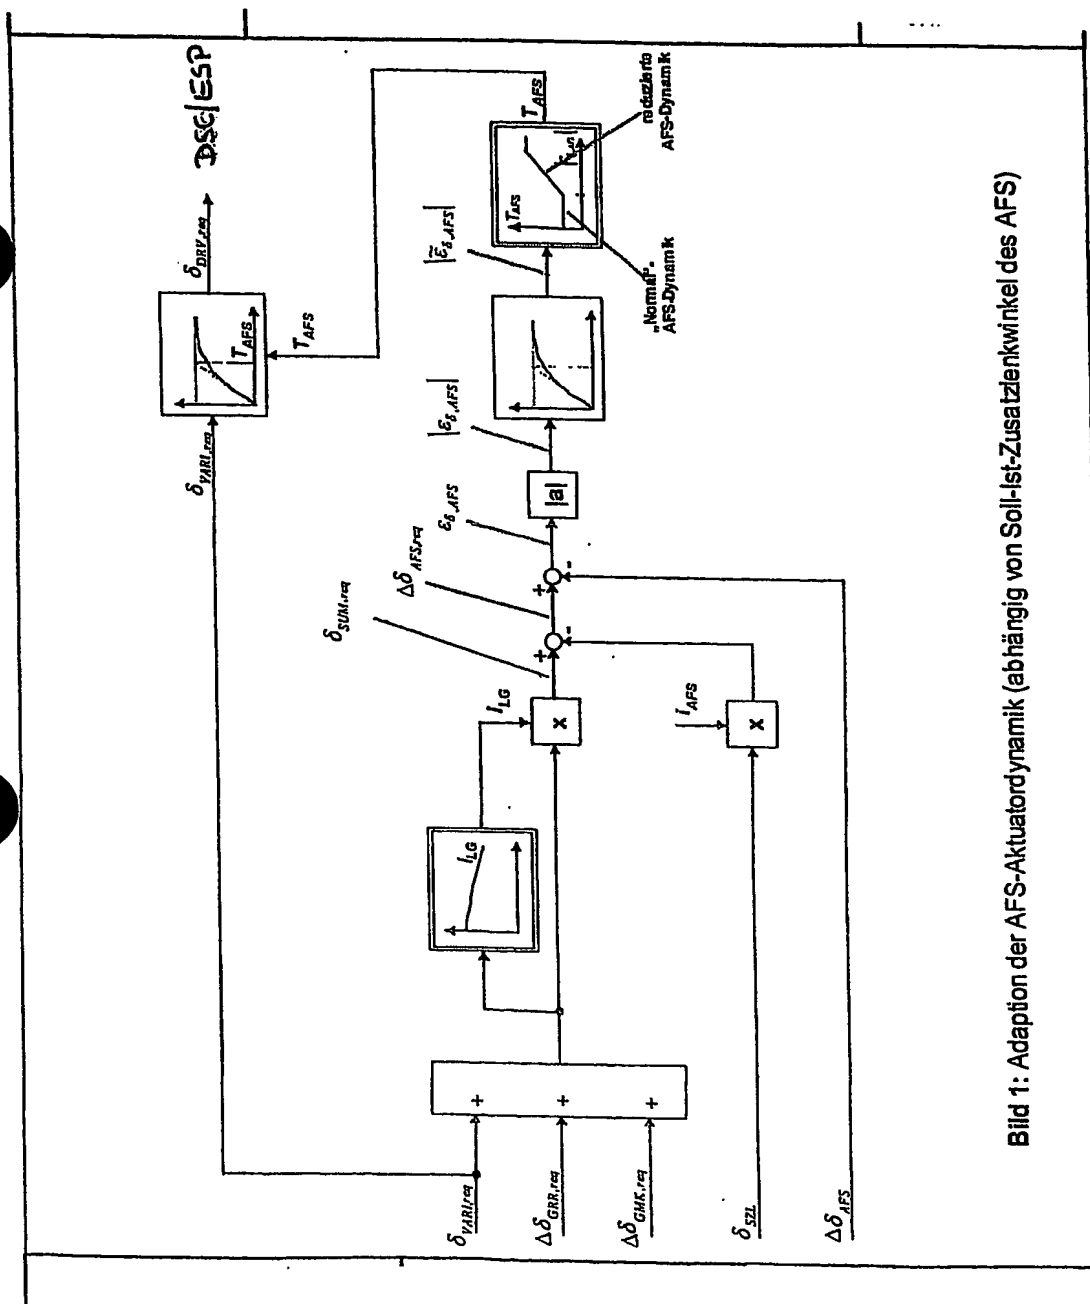 DSC/ESP
δ_DRV,req
δ_VARI,req
T_AFS
T_AFS
T_AFS
T_AFS
reduzierte
AFS-Dynamik
„Normal"-
AFS-Dynamik
|ε̃_δ,AFS|
|ε_δ,AFS|
|a|
ε_δ,AFS
Δδ_AFS,req
δ_SUM,req
+
-
+
-
i_LG
i_LG
x
i_AFS
x
+
+
+
δ_VARI,req
Δδ_GRR,req
Δδ_GMK,req
δ_SZL
Δδ_AFS
Bild 1: Adaption der AFS-Aktuatordynamik (abhängig von Soll-Ist-Zusatzlenkwinkel des AFS)